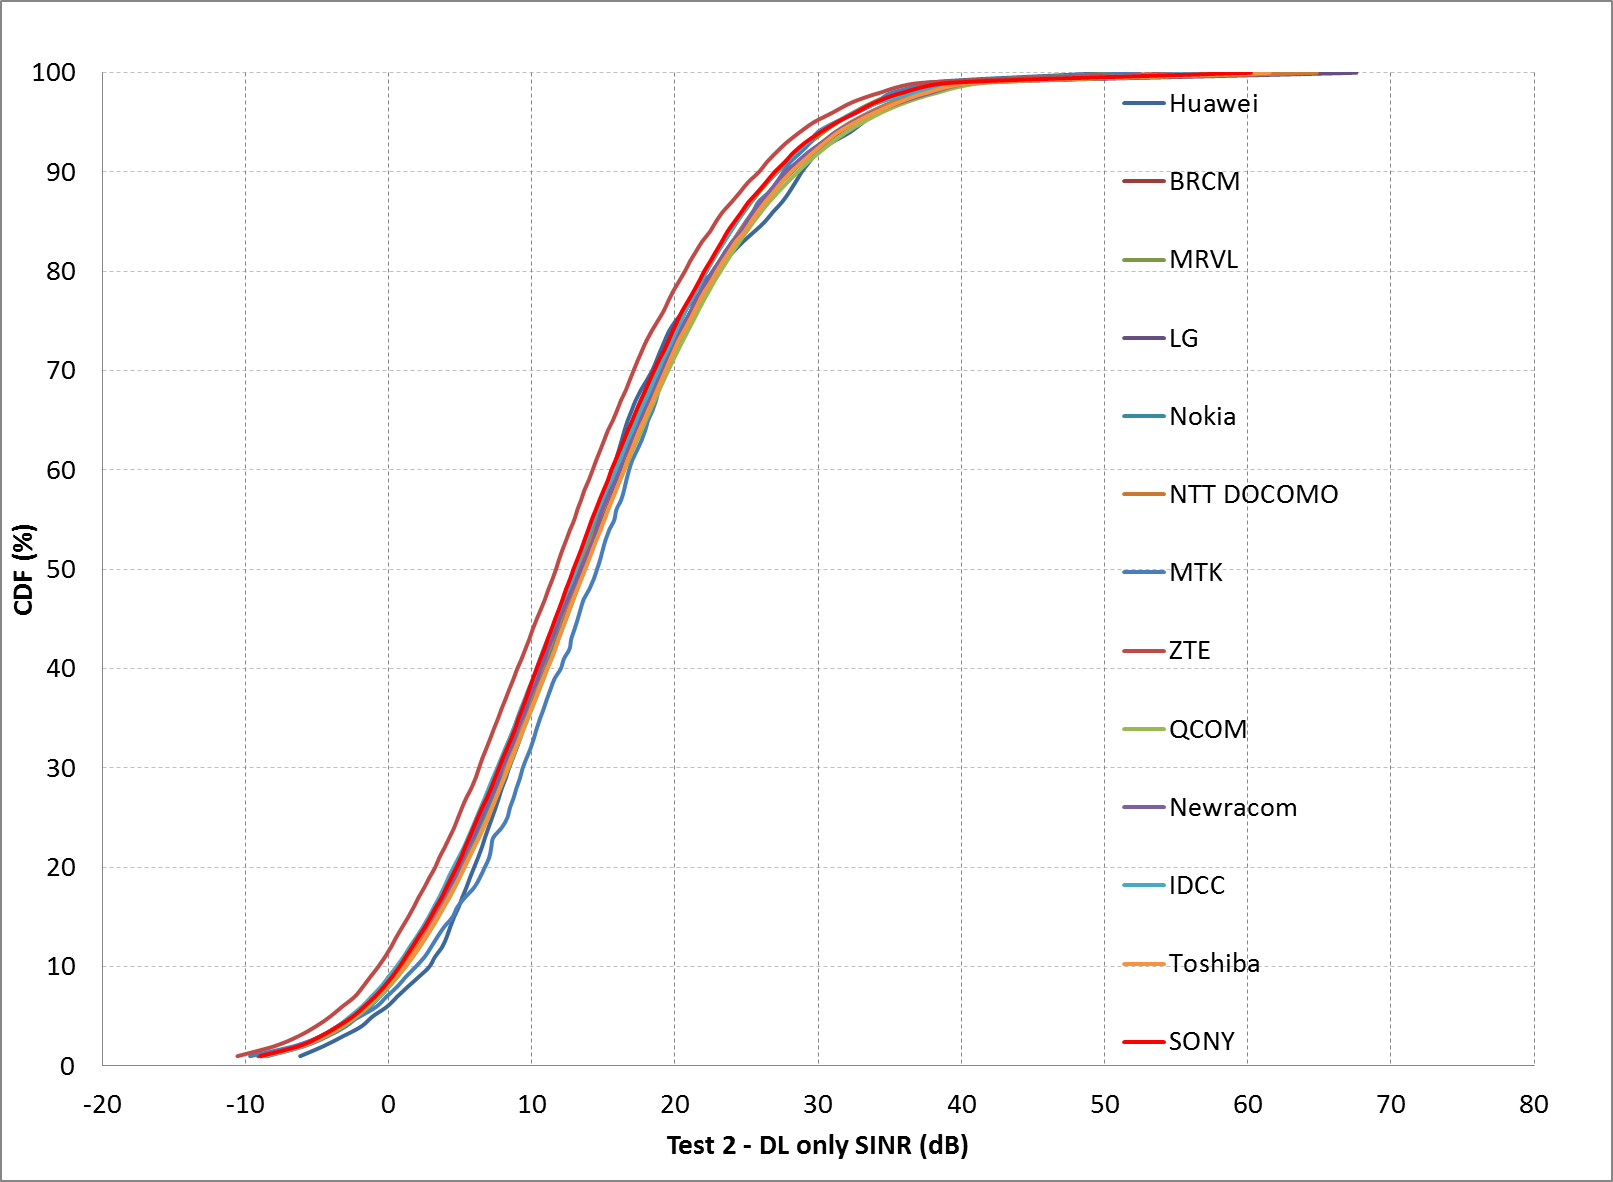 100
90
80
70
60
50
40
30
20
10
0
CDF (%)
-20 -10 0 10 20 30 40 50 60 70 80
Test 2 - DL only SINR (dB)
Huawei
BRCM
MRVL
LG
Nokia
NTT DOCOMO
MTK
ZTE
QCOM
Newracom
IDCC
Toshiba
SONY